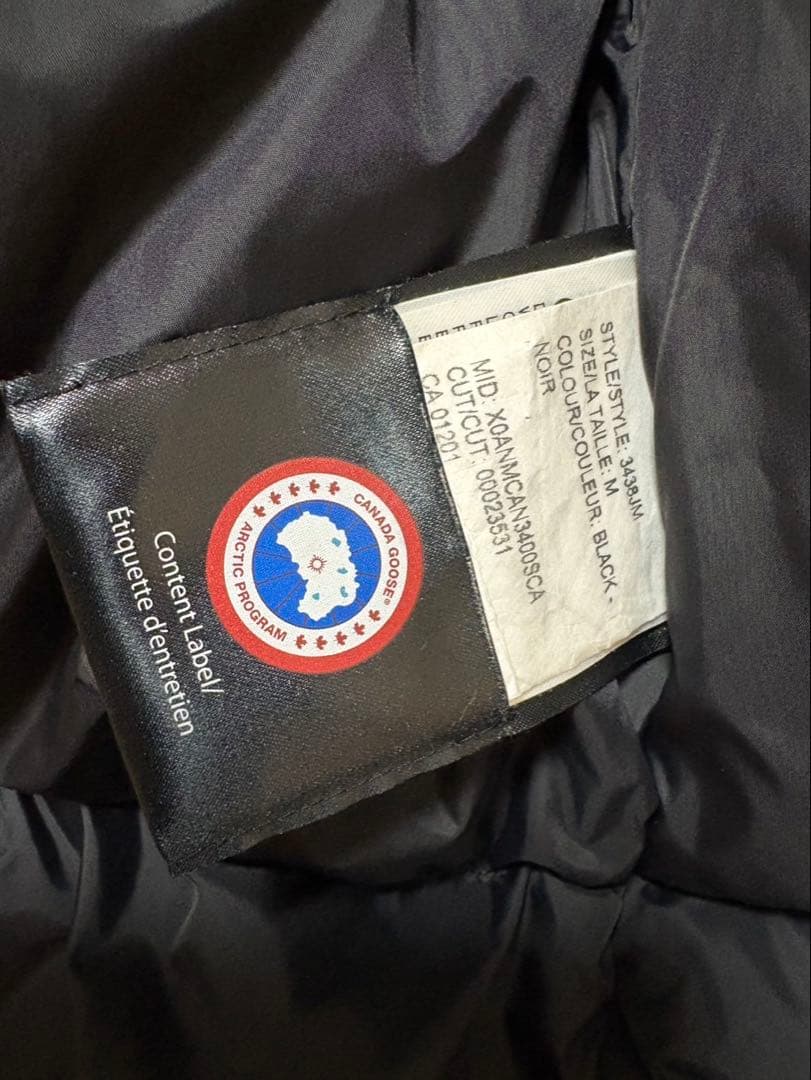 STYLE/STYLE: 3438JM
SIZE/LA TAILLE: M
COLOUR/COULEUR: BLACK -
NOIR
MID: X0ANMCAN3400SCA
CUT/CUT: 00023531
CA 01201
CANADA GOOSE®
ARCTIC PROGRAM
Content Label/
Étiquette d'entretien